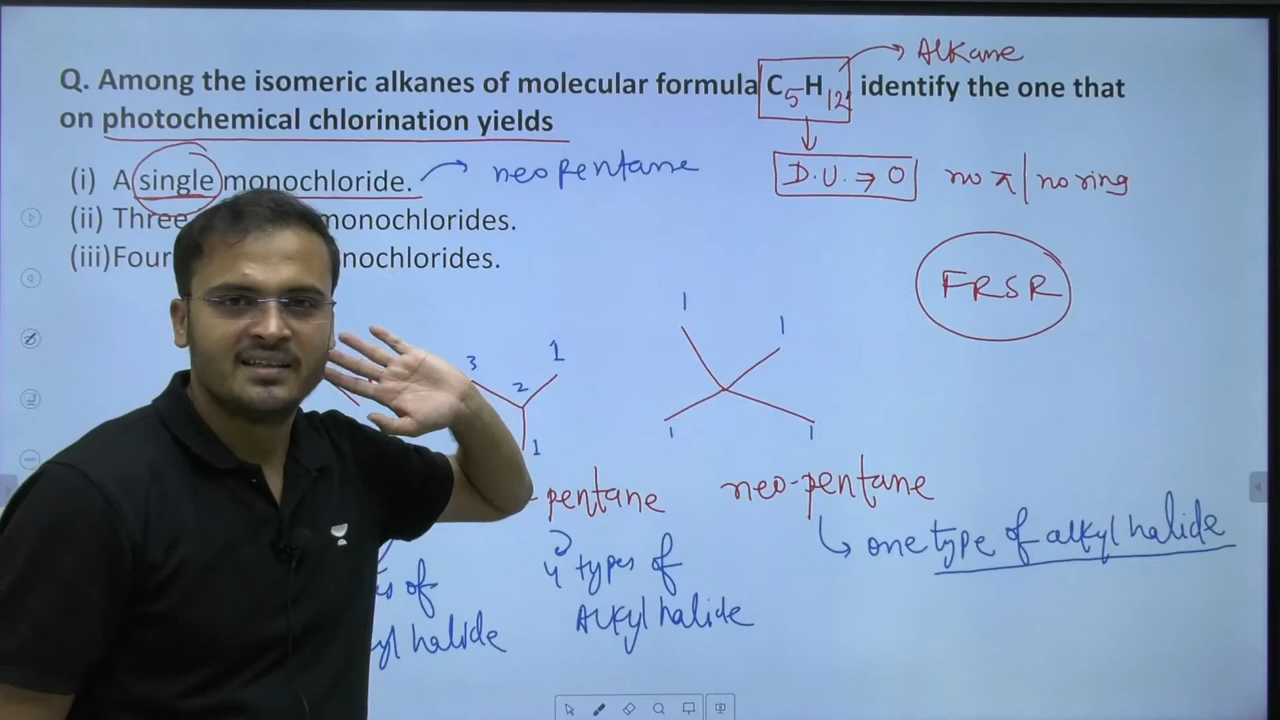 Q. Among the isomeric alkanes of molecular formula C5H12 identify the one that
on photochemical chlorination yields
(i) A single monochloride.
(ii) Three monochlorides.
(iii)Four nochlorides.
Alkane
D.U. → 0
no π | no ring
neopentane
FRSR
3 2 1
1
1 1
1 1
pentane
neo-pentane
4 types of
Alkyl halide
of
yl halide
one type of alkyl halide